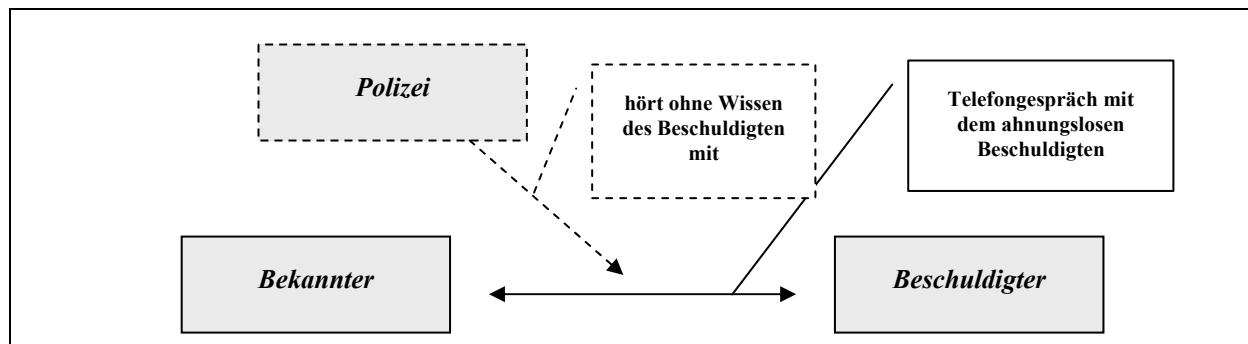 Polizei
hört ohne Wissen
des Beschuldigten
mit
Telefongespräch mit
dem ahnungslosen
Beschuldigten
Bekannter
Beschuldigter